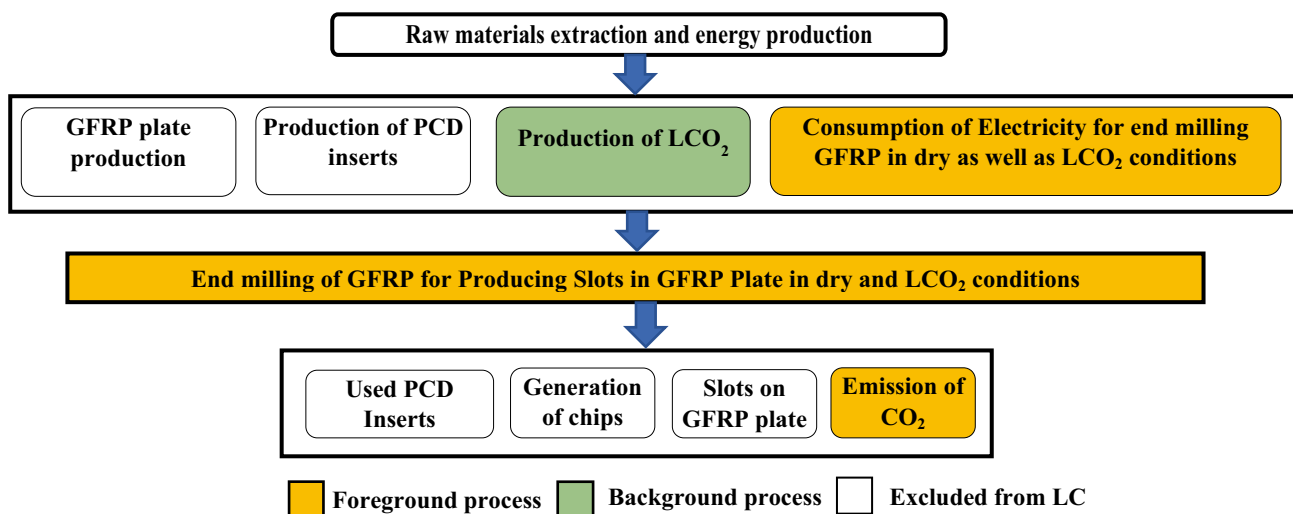 Raw materials extraction and energy production
GFRP plate
production
Production of PCD
inserts
Production of LCO₂
Consumption of Electricity for end milling
GFRP in dry as well as LCO₂ conditions
End milling of GFRP for Producing Slots in GFRP Plate in dry and LCO₂ conditions
Used PCD
Inserts
Generation
of chips
Slots on
GFRP plate
Emission of
CO₂
Foreground process
Background process
Excluded from LC